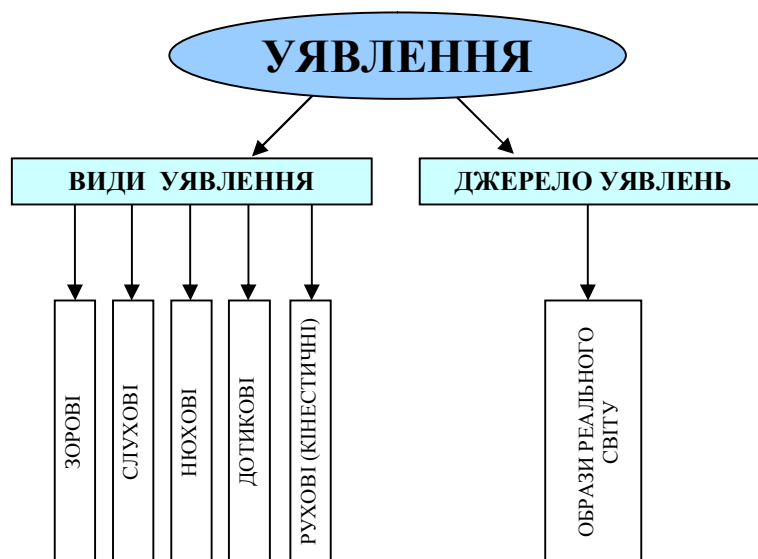 УЯВЛЕННЯ
ВИДИ УЯВЛЕННЯ
ДЖЕРЕЛО УЯВЛЕНЬ
ЗОРОВІ
СЛУХОВІ
НЮХОВІ
ДОТИКОВІ
РУХОВІ (КІНЕСТИЧНІ)
ОБРАЗИ РЕАЛЬНОГО
СВІТУ